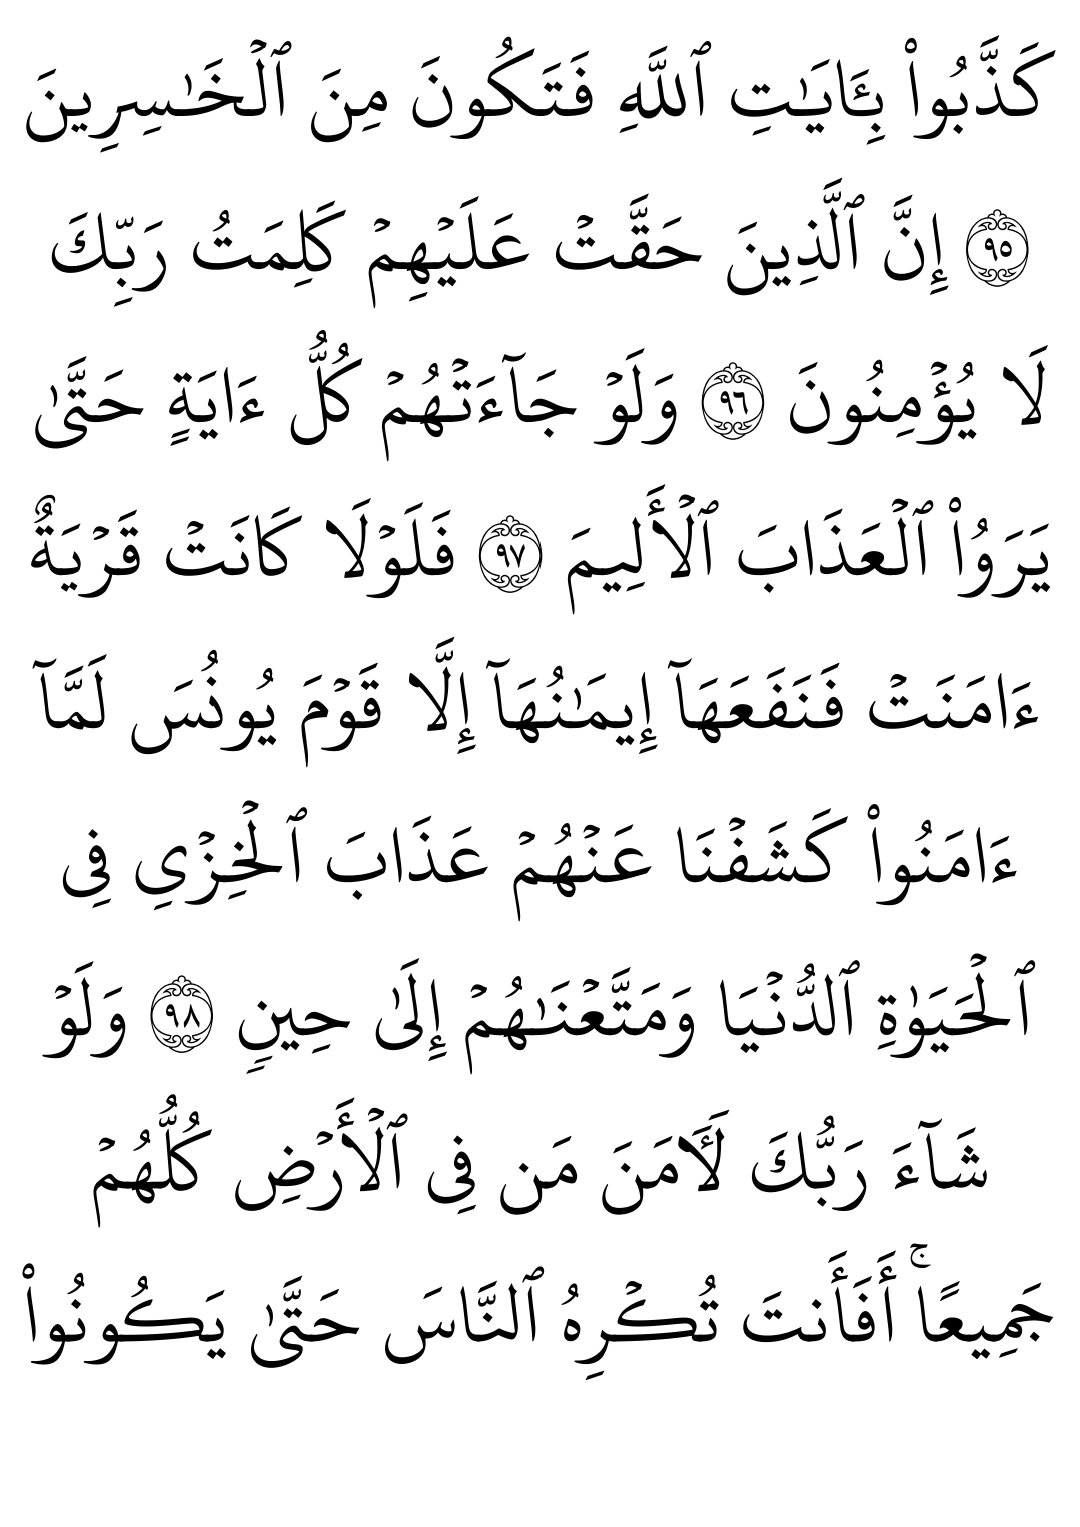 كَذَّبُوا۟ بِـَٔايَـٰتِ ٱللَّهِ فَتَكُونَ مِنَ ٱلْخَـٰسِرِينَ
٩٥ إِنَّ ٱلَّذِينَ حَقَّتْ عَلَيْهِمْ كَلِمَتُ رَبِّكَ
لَا يُؤْمِنُونَ ٩٦ وَلَوْ جَآءَتْهُمْ كُلُّ ءَايَةٍ حَتَّىٰ
يَرَوُا۟ ٱلْعَذَابَ ٱلْأَلِيمَ ٩٧ فَلَوْلَا كَانَتْ قَرْيَةٌ
ءَامَنَتْ فَنَفَعَهَآ إِيمَـٰنُهَآ إِلَّا قَوْمَ يُونُسَ لَمَّآ
ءَامَنُوا۟ كَشَفْنَا عَنْهُمْ عَذَابَ ٱلْخِزْىِ فِى
ٱلْحَيَوٰةِ ٱلدُّنْيَا وَمَتَّعْنَـٰهُمْ إِلَىٰ حِينٍ ٩٨ وَلَوْ
شَآءَ رَبُّكَ لَـَٔامَنَ مَن فِى ٱلْأَرْضِ كُلُّهُمْ
جَمِيعًا ۚ أَفَأَنتَ تُكْرِهُ ٱلنَّاسَ حَتَّىٰ يَكُونُوا۟